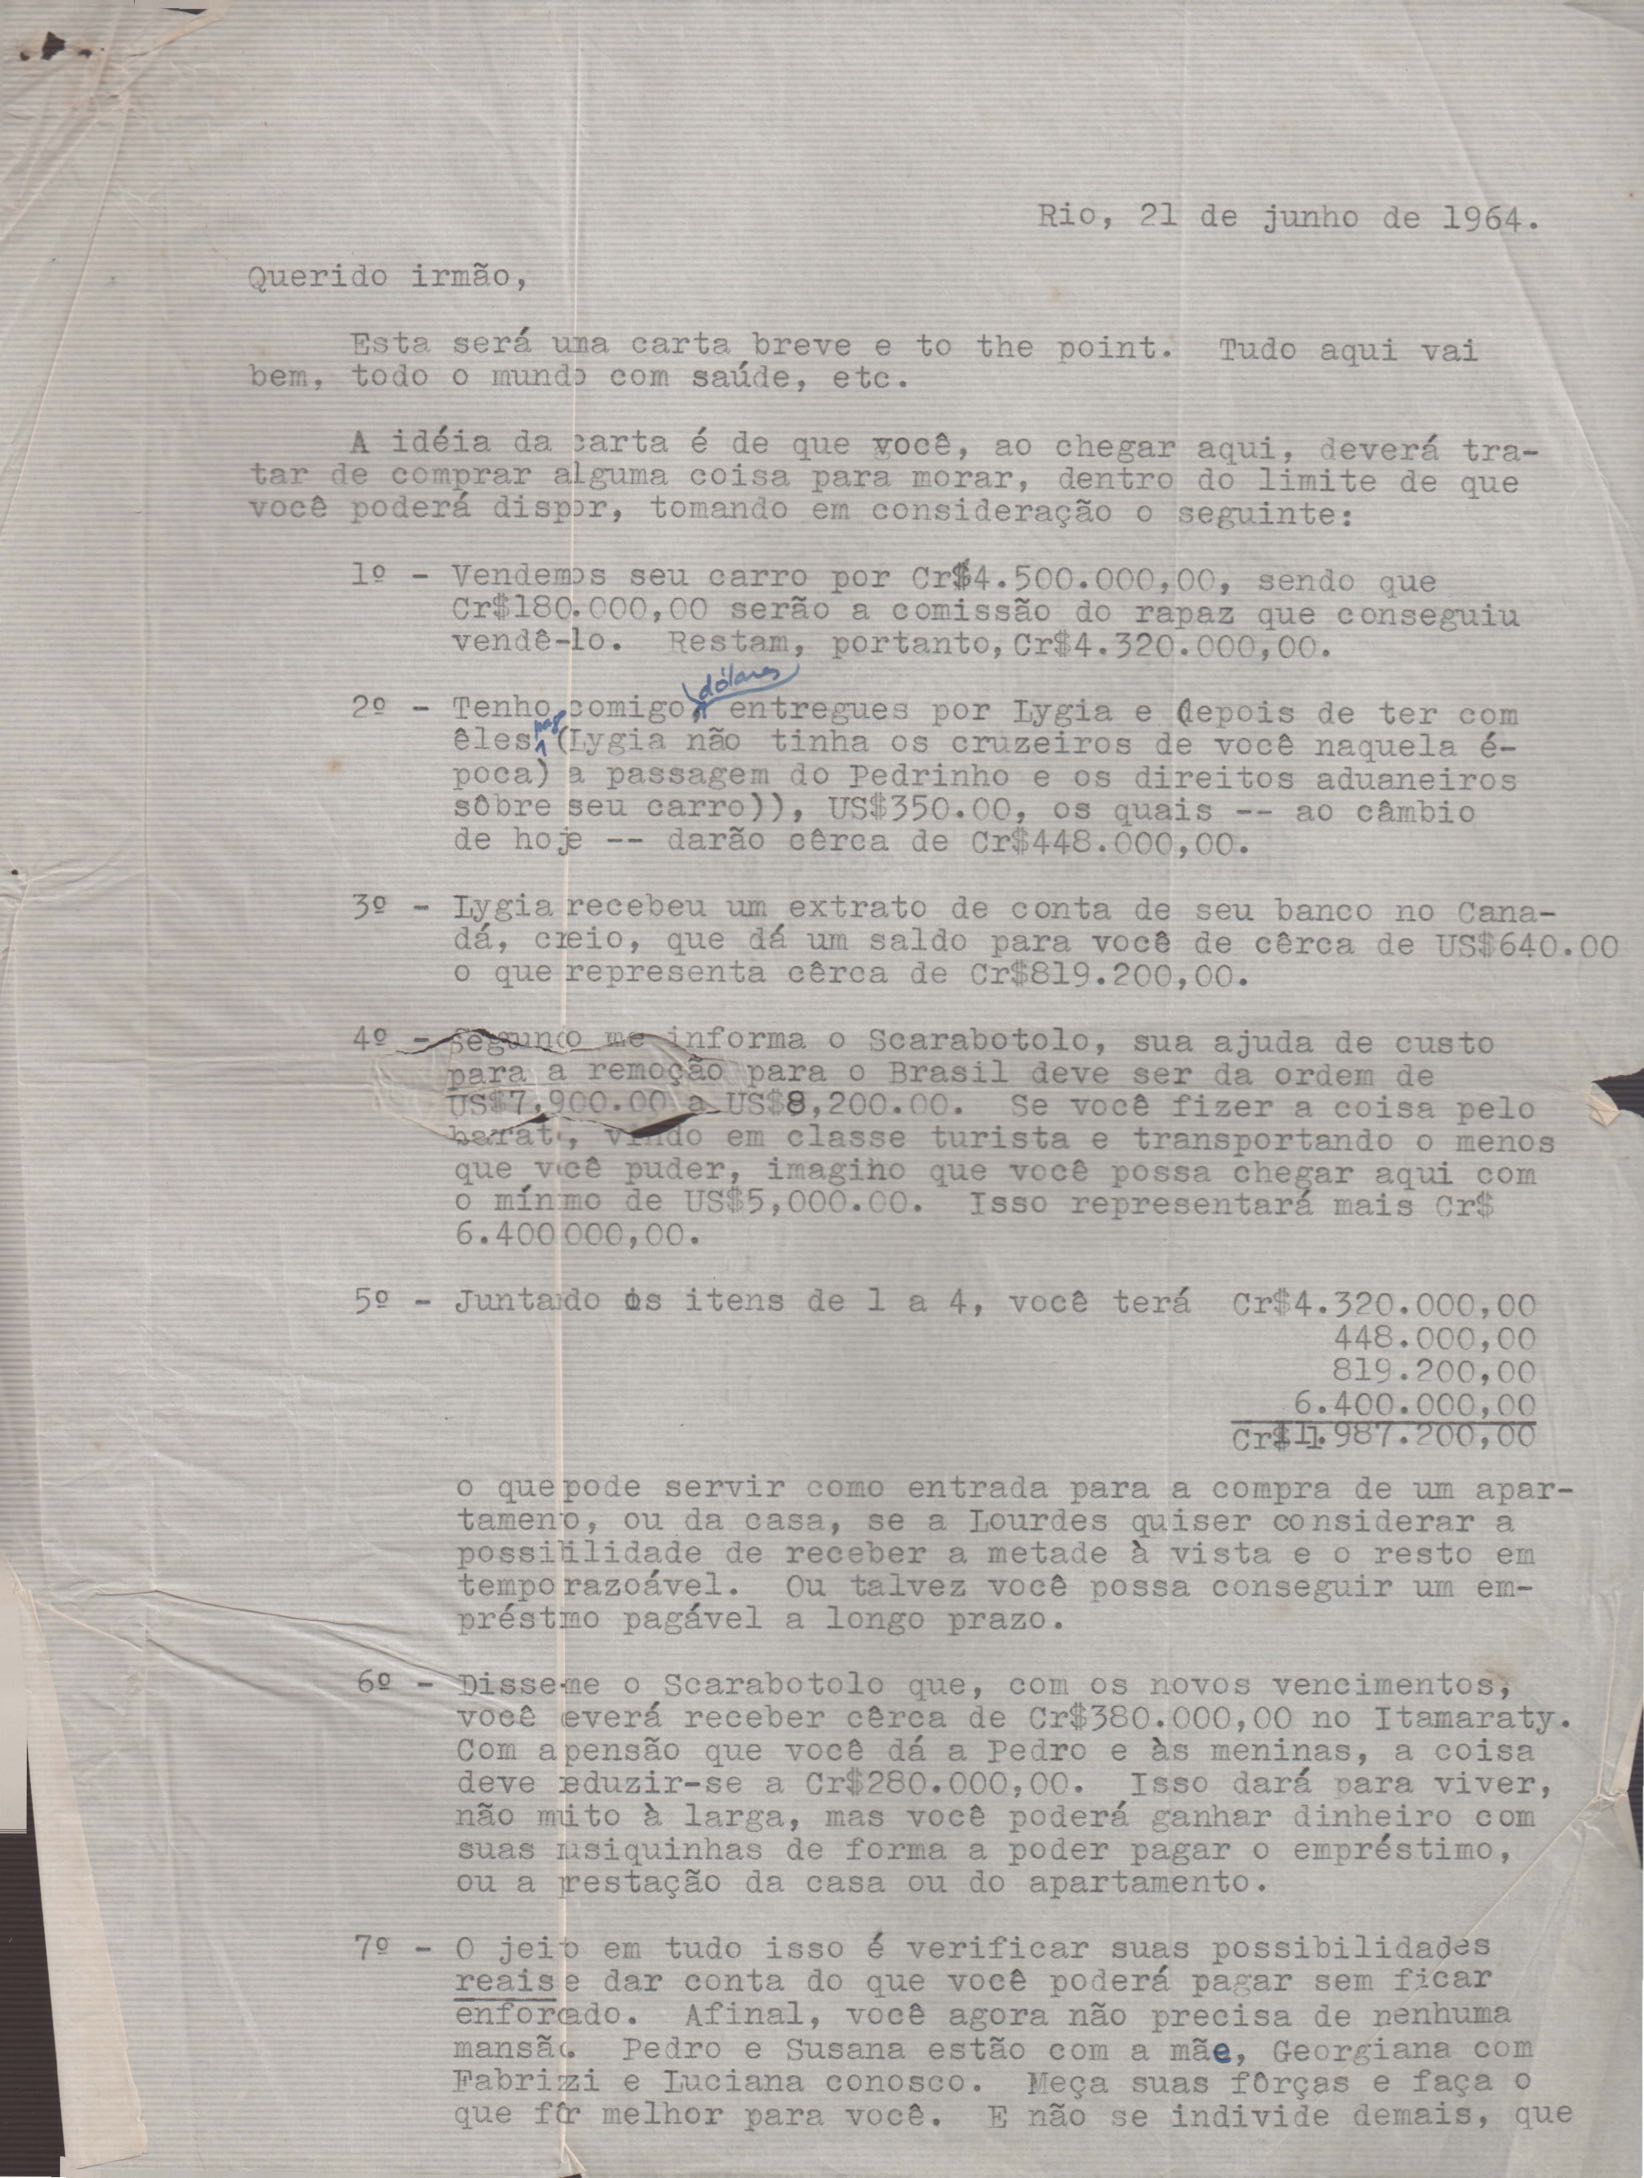 Rio, 21 de junho de 1964.
Querido irmão,
Esta será uma carta breve e to the point. Tudo aqui vai
bem, todo o mundo com saúde, etc.
A idéia da carta é de que você, ao chegar aqui, deverá tra-
tar de comprar alguma coisa para morar, dentro do limite de que
você poderá dispor, tomando em consideração o seguinte:
1º - Vendemos seu carro por Cr$4.500.000,00, sendo que
Cr$180.000,00 serão a comissão do rapaz que conseguiu
vendê-lo. Restam, portanto, Cr$4.320.000,00.
dólares
2º - Tenho comigo, entregues por Lygia e depois de ter com
êles pago (Lygia não tinha os cruzeiros de você naquela é-
poca) a passagem do Pedrinho e os direitos aduaneiros
sôbre seu carro)), US$350.00, os quais -- ao câmbio
de hoje -- darão cêrca de Cr$448.000,00.
3º - Lygia recebeu um extrato de conta de seu banco no Cana-
dá, creio, que dá um saldo para você de cêrca de US$640.00
o que representa cêrca de Cr$819.200,00.
4º - Segundo me informa o Scarabotolo, sua ajuda de custo
para a remoção para o Brasil deve ser da ordem de
US$7.900.00 a US$8,200.00. Se você fizer a coisa pelo
barato, vindo em classe turista e transportando o menos
que você puder, imagino que você possa chegar aqui com
o mínimo de US$5,000.00. Isso representará mais Cr$
6.400.000,00.
5º - Juntando os itens de 1 a 4, você terá Cr$4.320.000,00
448.000,00
819.200,00
6.400.000,00
Cr$11.987.200,00
o que pode servir como entrada para a compra de um apar-
tamento, ou da casa, se a Lourdes quiser considerar a
possibilidade de receber a metade à vista e o resto em
tempo razoável. Ou talvez você possa conseguir um em-
préstimo pagável a longo prazo.
6º - Disse-me o Scarabotolo que, com os novos vencimentos,
você deverá receber cêrca de Cr$380.000,00 no Itamaraty.
Com a pensão que você dá a Pedro e às meninas, a coisa
deve reduzir-se a Cr$280.000,00. Isso dará para viver,
não muito à larga, mas você poderá ganhar dinheiro com
suas musiquinhas de forma a poder pagar o empréstimo,
ou a prestação da casa ou do apartamento.
7º - O jeito em tudo isso é verificar suas possibilidades
reais e dar conta do que você poderá pagar sem ficar
enforcado. Afinal, você agora não precisa de nenhuma
mansão. Pedro e Susana estão com a mãe, Georgiana com
Fabrizzi e Luciana conosco. Meça suas fôrças e faça o
que fôr melhor para você. E não se individe demais, que